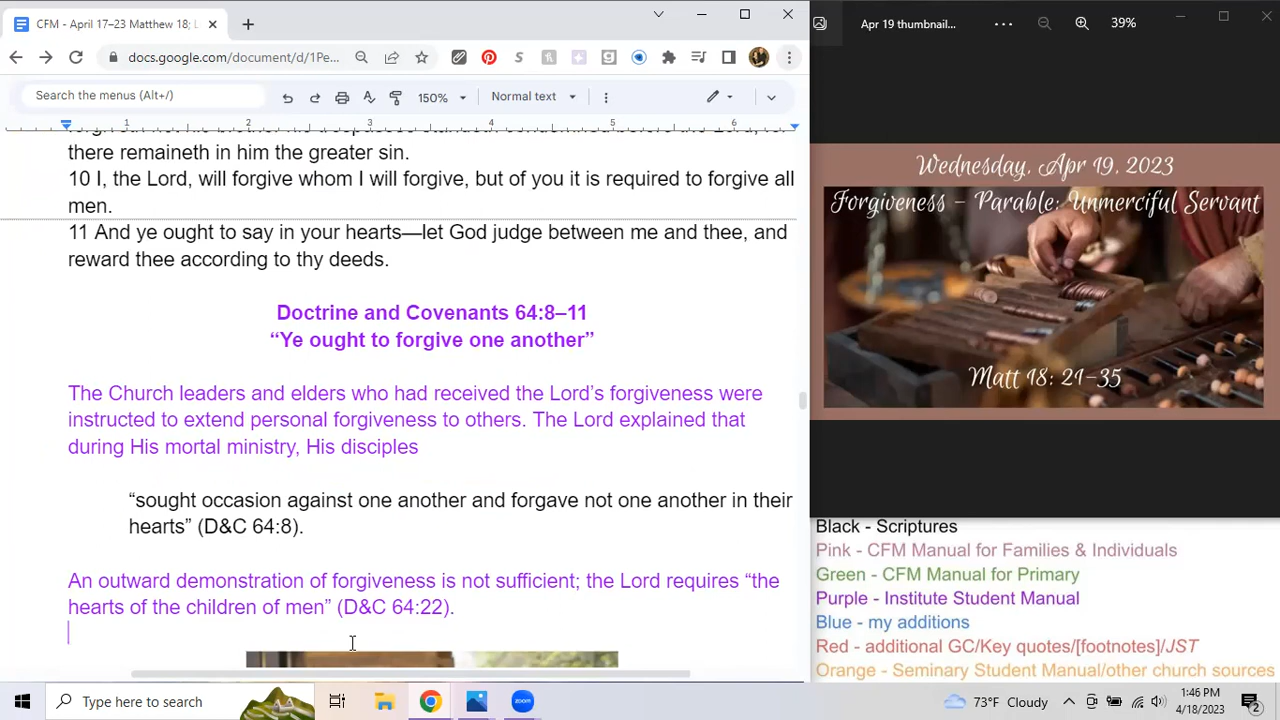 CFM - April 17–23 Matthew 18; L
Apr 19 thumbnail...
39%
docs.google.com/document/d/1Pe...
Search the menus (Alt+/)
150%
Normal text
1 2 3 4 5 6
there remaineth in him the greater sin.
10 I, the Lord, will forgive whom I will forgive, but of you it is required to forgive all
men.
11 And ye ought to say in your hearts—let God judge between me and thee, and
reward thee according to thy deeds.
Doctrine and Covenants 64:8–11
“Ye ought to forgive one another”
The Church leaders and elders who had received the Lord’s forgiveness were
instructed to extend personal forgiveness to others. The Lord explained that
during His mortal ministry, His disciples
“sought occasion against one another and forgave not one another in their
hearts” (D&C 64:8).
An outward demonstration of forgiveness is not sufficient; the Lord requires “the
hearts of the children of men” (D&C 64:22).
Wednesday, Apr 19, 2023
Forgiveness - Parable: Unmerciful Servant
Matt 18: 21-35
Black - Scriptures
Pink - CFM Manual for Families & Individuals
Green - CFM Manual for Primary
Purple - Institute Student Manual
Blue - my additions
Red - additional GC/Key quotes/[footnotes]/JST
Orange - Seminary Student Manual/other church sources
Type here to search
73°F Cloudy
1:46 PM
4/18/2023
2